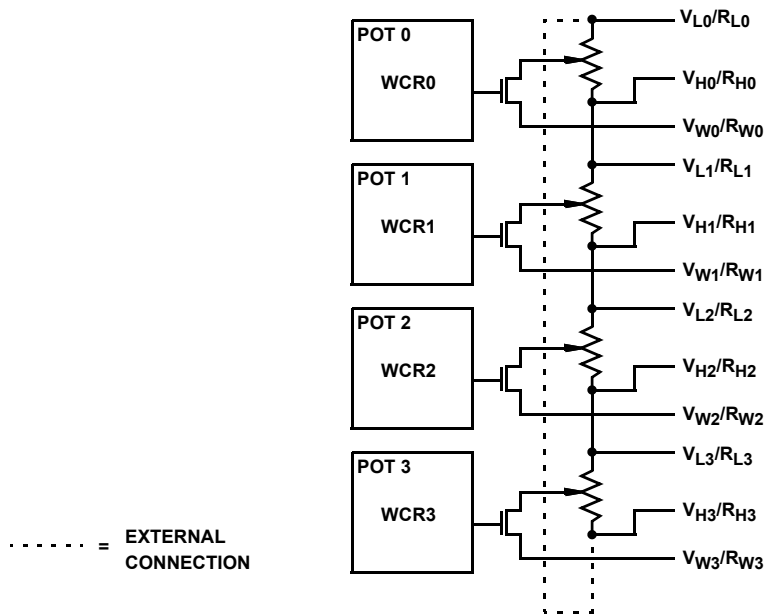 POT 0
WCR0
V_L0/R_L0
V_H0/R_H0
V_W0/R_W0
POT 1
WCR1
V_L1/R_L1
V_H1/R_H1
V_W1/R_W1
POT 2
WCR2
V_L2/R_L2
V_H2/R_H2
V_W2/R_W2
POT 3
WCR3
V_L3/R_L3
V_H3/R_H3
V_W3/R_W3
= EXTERNAL
CONNECTION